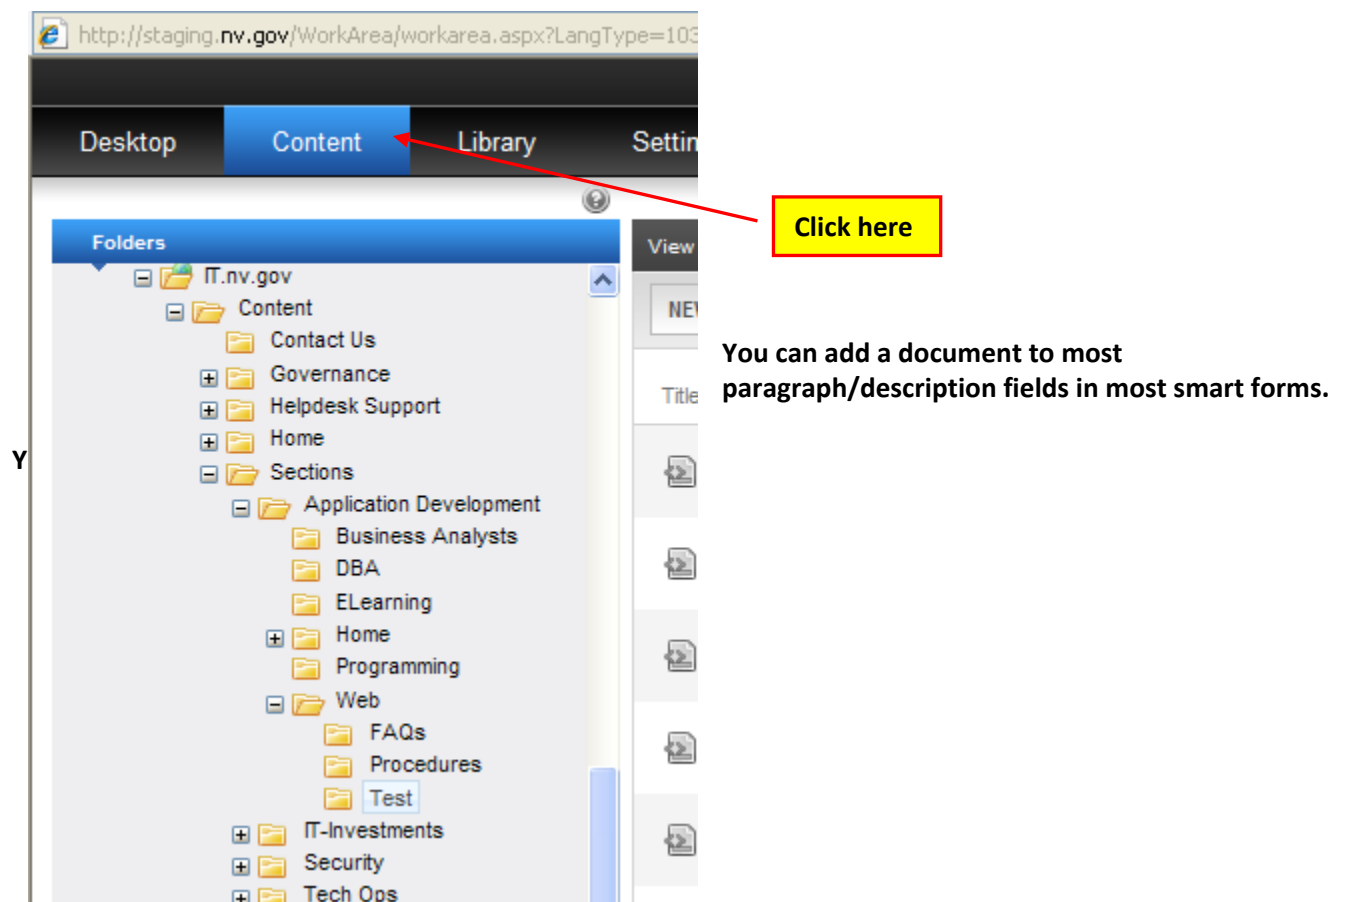 http://staging.nv.gov/WorkArea/workarea.aspx?LangType=103
Desktop Content Library Settin
Click here
Folders
View
IT.nv.gov
NEW
Content
Contact Us
You can add a document to most
paragraph/description fields in most smart forms.
Governance
Title
Helpdesk Support
Home
Y
Sections
Application Development
Business Analysts
DBA
ELearning
Home
Programming
Web
FAQs
Procedures
Test
IT-Investments
Security
Tech Ops